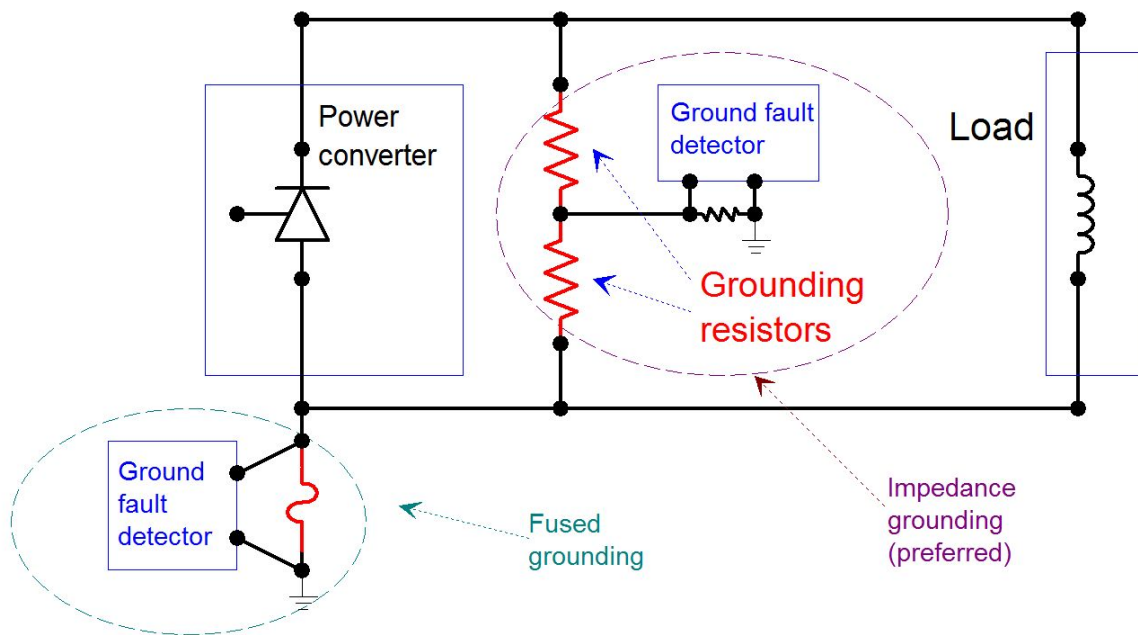 Power
converter
Ground fault
detector
Load
Grounding
resistors
Ground
fault
detector
Fused
grounding
Impedance
grounding
(preferred)